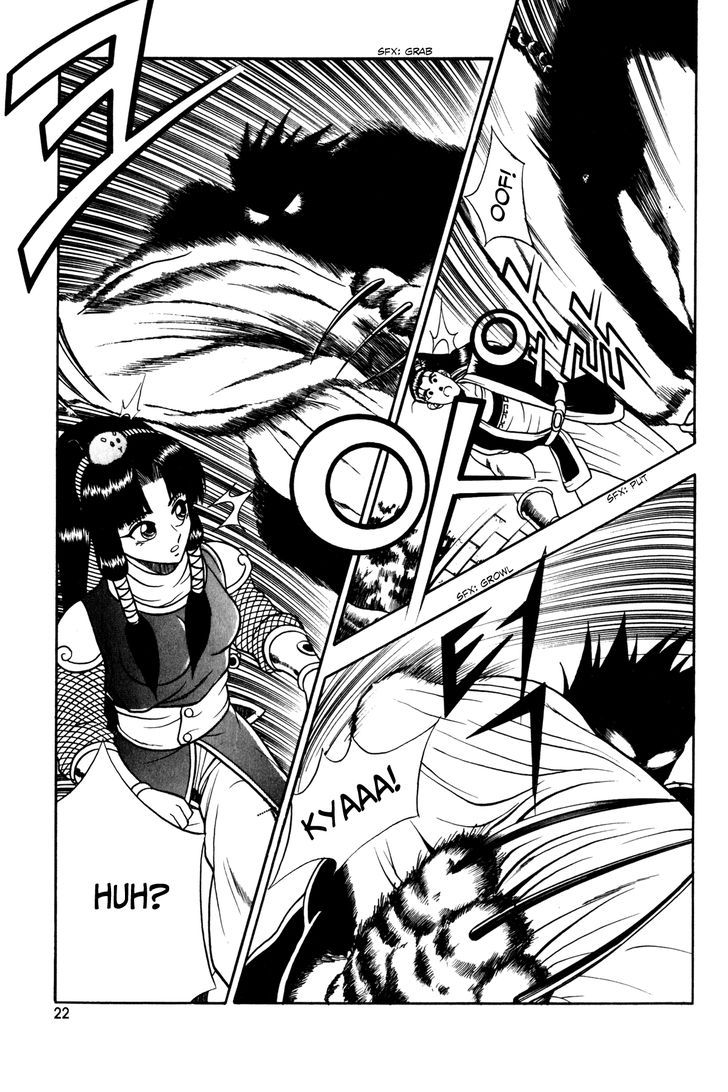 SFX: GRAB
OOF!
SFX: PUT
SFX: GROWL
KYAAA!
HUH?
22